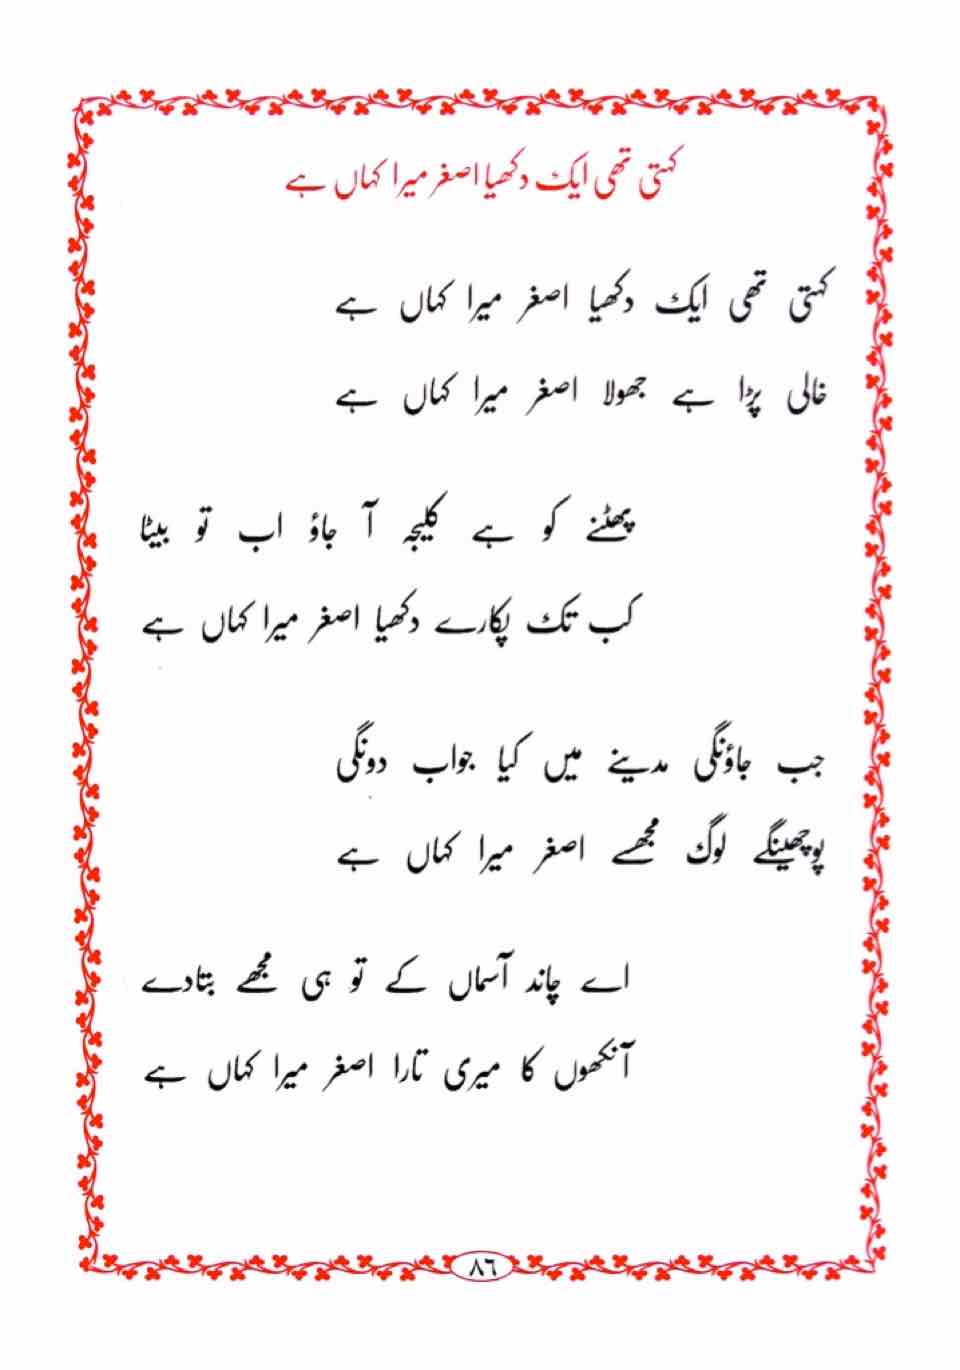 کہتی تھی ایک دکھیا اصغر میرا کہاں ہے
کہتی تھی ایک دکھیا اصغر میرا کہاں ہے
خالی پڑا ہے جھولا اصغر میرا کہاں ہے
پھٹنے کو ہے کلیجہ آ جاؤ اب تو بیٹا
کب تک پکارے دکھیا اصغر میرا کہاں ہے
جب جاؤنگی مدینے میں کیا جواب دونگی
پوچھینگے لوگ مجھسے اصغر میرا کہاں ہے
اے چاند آسماں کے تو ہی مجھے بتادے
آنکھوں کا میری تارا اصغر میرا کہاں ہے
۸۶